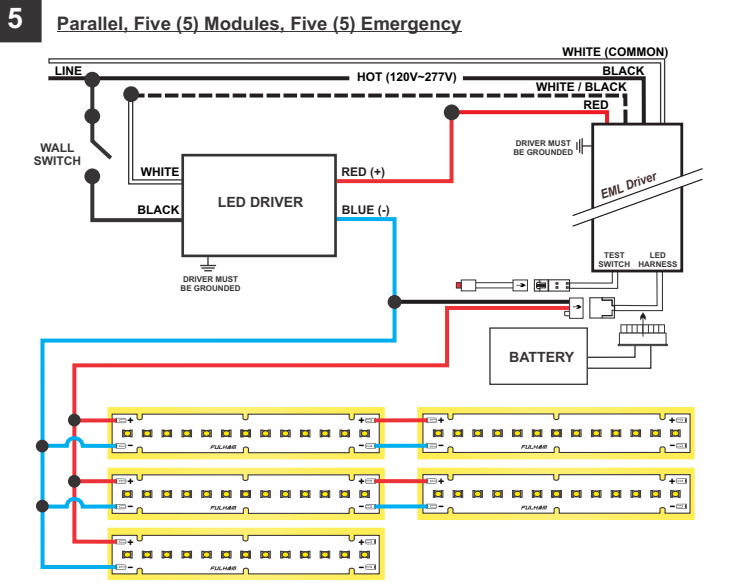 5
Parallel, Five (5) Modules, Five (5) Emergency
WHITE (COMMON)
LINE
HOT (120V~277V)
BLACK
WHITE / BLACK
RED
DRIVER MUST
BE GROUNDED
WALL
SWITCH
WHITE
RED (+)
LED DRIVER
EML Driver
BLACK
BLUE (-)
TEST
SWITCH
LED
HARNESS
DRIVER MUST
BE GROUNDED
BATTERY
+ +
+ +
FULHAM
FULHAM
- -
- -
+ +
+ +
FULHAM
FULHAM
- -
- -
+ +
FULHAM
- -